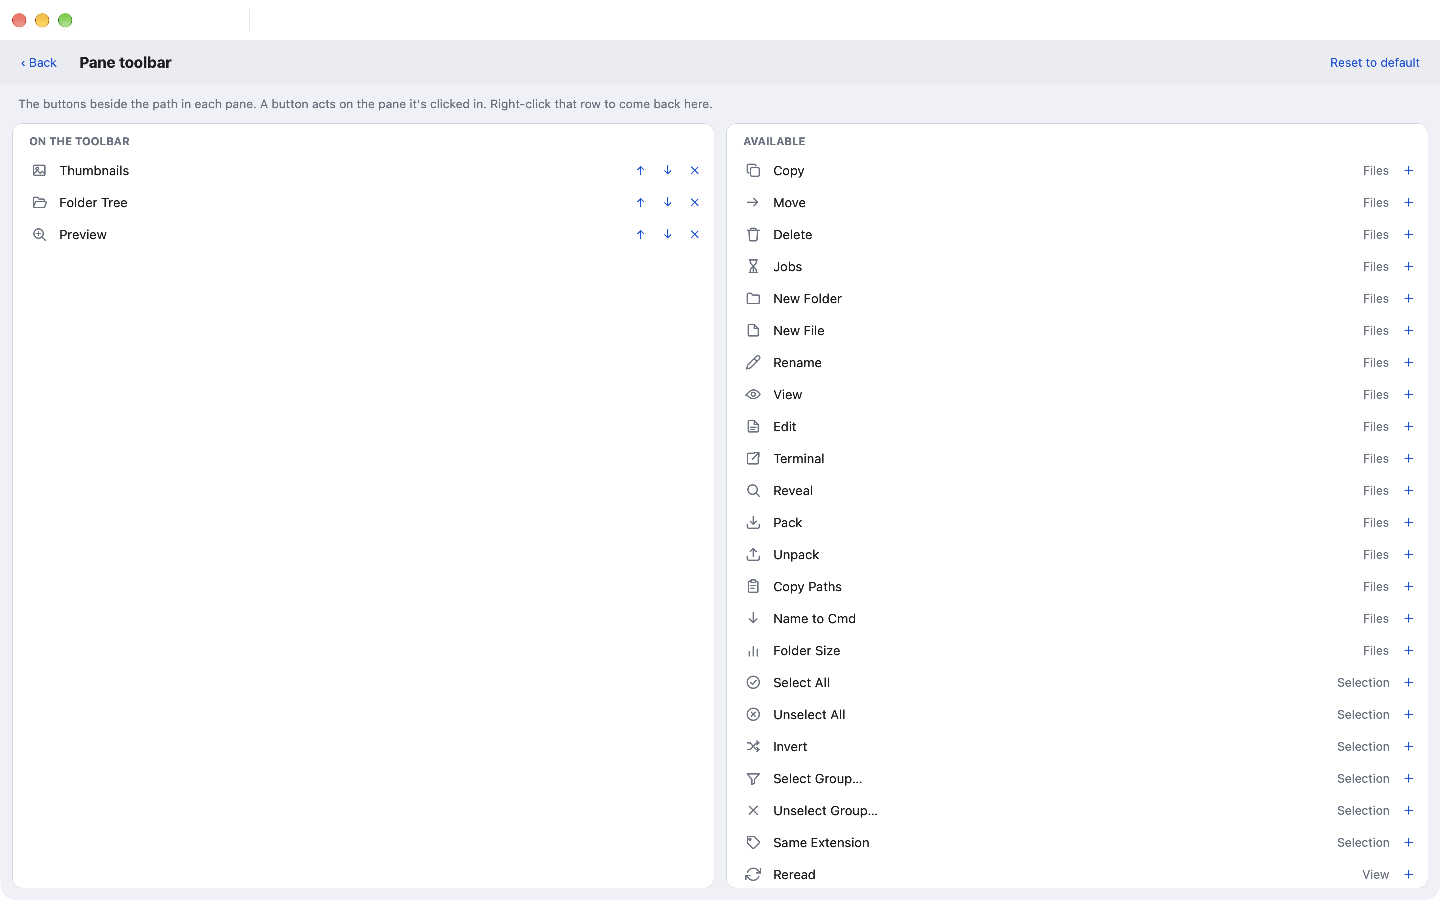 ‹ Back
Pane toolbar
Reset to default
The buttons beside the path in each pane. A button acts on the pane it's clicked in. Right-click that row to come back here.
ON THE TOOLBAR
Thumbnails
Folder Tree
Preview
AVAILABLE
Copy Files
Move Files
Delete Files
Jobs Files
New Folder Files
New File Files
Rename Files
View Files
Edit Files
Terminal Files
Reveal Files
Pack Files
Unpack Files
Copy Paths Files
Name to Cmd Files
Folder Size Files
Select All Selection
Unselect All Selection
Invert Selection
Select Group... Selection
Unselect Group... Selection
Same Extension Selection
Reread View